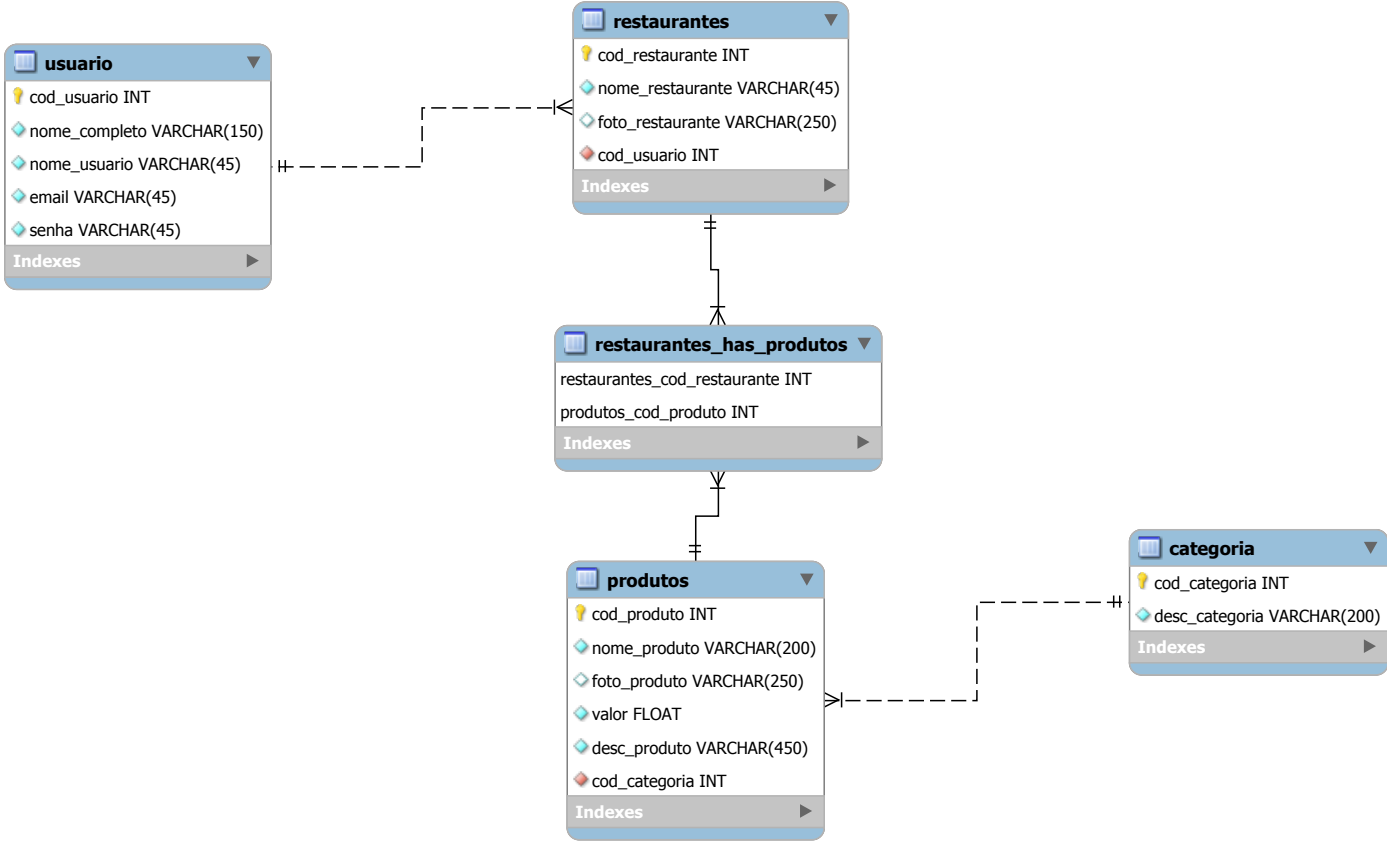 restaurantes
cod_restaurante INT
nome_restaurante VARCHAR(45)
foto_restaurante VARCHAR(250)
cod_usuario INT
Indexes
usuario
cod_usuario INT
nome_completo VARCHAR(150)
nome_usuario VARCHAR(45)
email VARCHAR(45)
senha VARCHAR(45)
Indexes
restaurantes_has_produtos
restaurantes_cod_restaurante INT
produtos_cod_produto INT
Indexes
produtos
cod_produto INT
nome_produto VARCHAR(200)
foto_produto VARCHAR(250)
valor FLOAT
desc_produto VARCHAR(450)
cod_categoria INT
Indexes
categoria
cod_categoria INT
desc_categoria VARCHAR(200)
Indexes